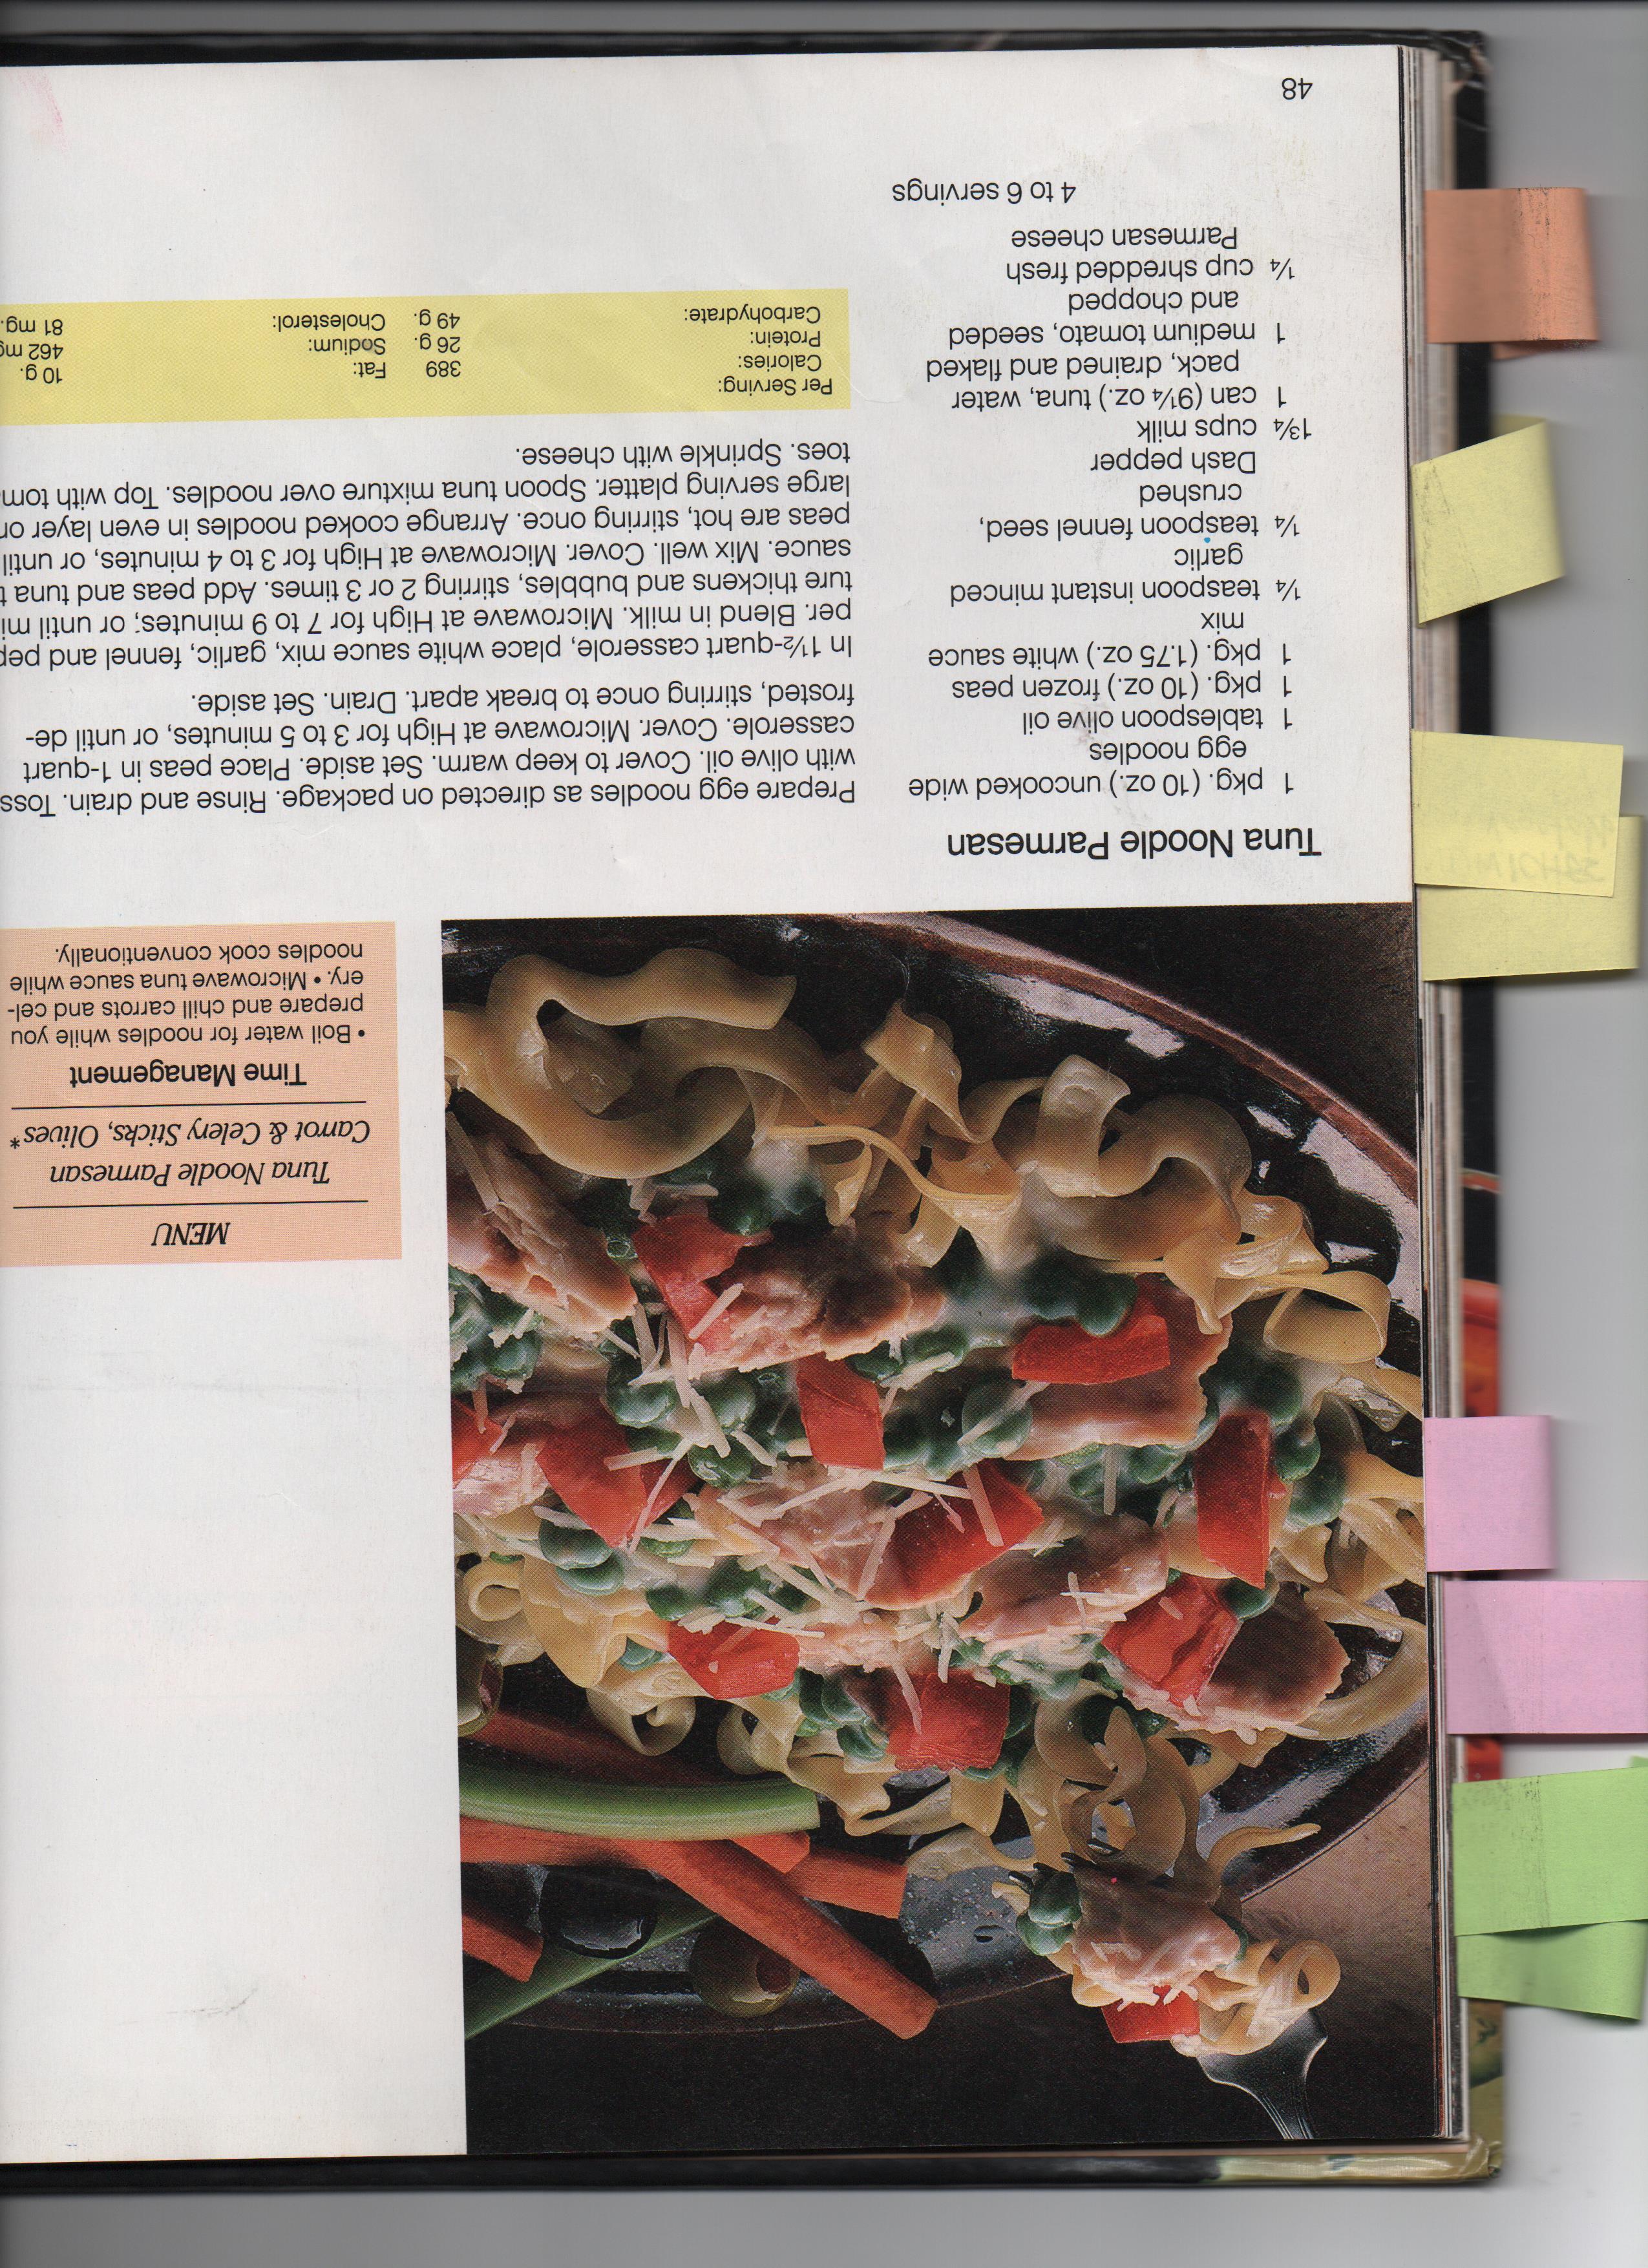 MENU
Tuna Noodle Parmesan
Carrot & Celery Sticks, Olives*
Time Management
• Boil water for noodles while you
prepare and chill carrots and cel-
ery. • Microwave tuna sauce while
noodles cook conventionally.
Tuna Noodle Parmesan
1 pkg. (10 oz.) uncooked wide
egg noodles
1 tablespoon olive oil
1 pkg. (10 oz.) frozen peas
1 pkg. (1.75 oz.) white sauce
mix
¼ teaspoon instant minced
garlic
¼ teaspoon fennel seed,
crushed
Dash pepper
1¾ cups milk
1 can (9¼ oz.) tuna, water
pack, drained and flaked
1 medium tomato, seeded
and chopped
¼ cup shredded fresh
Parmesan cheese
4 to 6 servings
Prepare egg noodles as directed on package. Rinse and drain. Toss
with olive oil. Cover to keep warm. Set aside. Place peas in 1-quart
casserole. Cover. Microwave at High for 3 to 5 minutes, or until de-
frosted, stirring once to break apart. Drain. Set aside.
In 1½-quart casserole, place white sauce mix, garlic, fennel and pep
per. Blend in milk. Microwave at High for 7 to 9 minutes, or until mi
ture thickens and bubbles, stirring 2 or 3 times. Add peas and tuna t
sauce. Mix well. Cover. Microwave at High for 3 to 4 minutes, or until
peas are hot, stirring once. Arrange cooked noodles in even layer on
large serving platter. Spoon tuna mixture over noodles. Top with tom
toes. Sprinkle with cheese.
Per Serving:
Calories: 389 Fat: 10 g.
Protein: 26 g. Sodium: 462 mg
Carbohydrate: 49 g. Cholesterol: 81 mg.
48